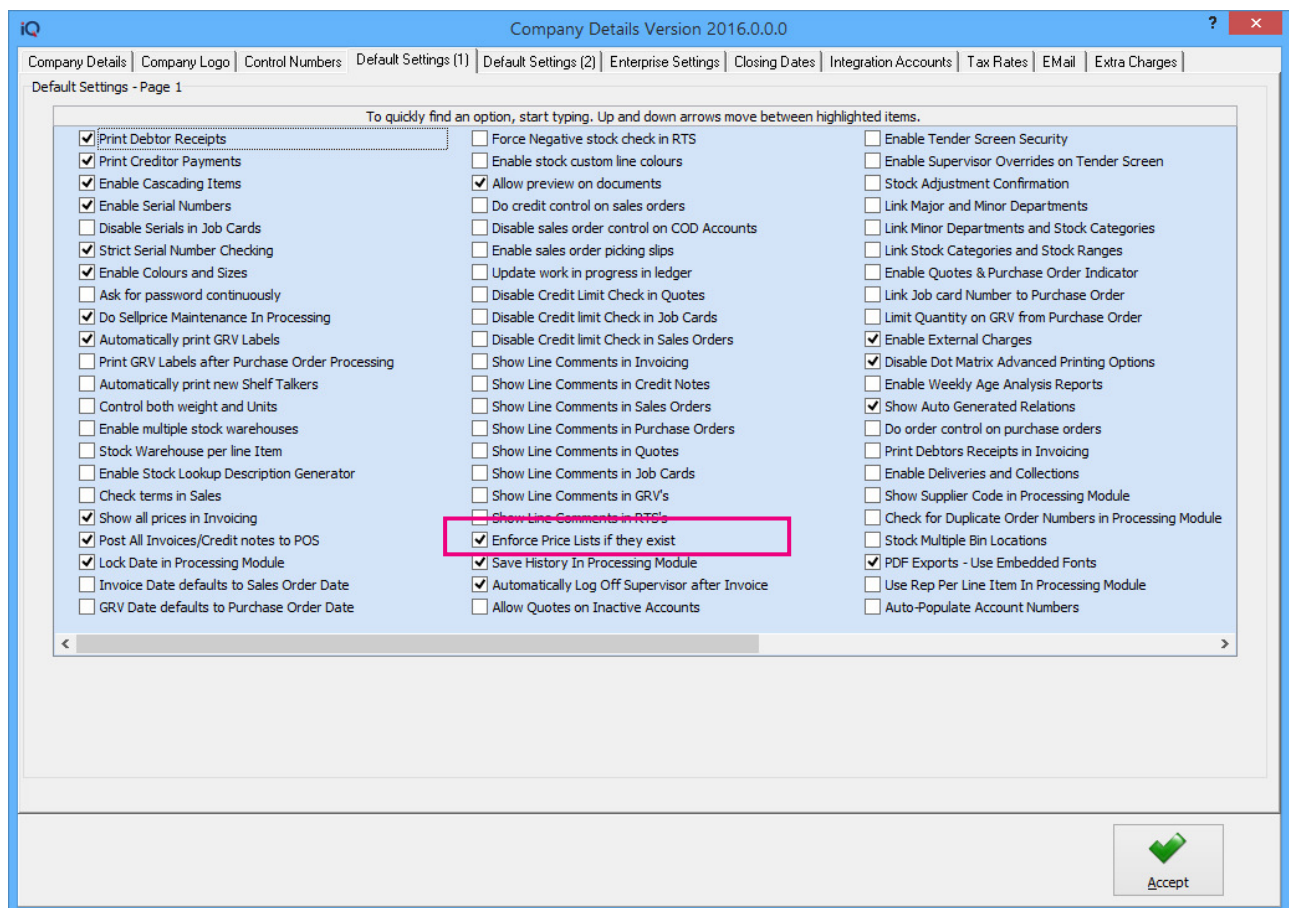 iQ
Company Details Version 2016.0.0.0
?
Company Details
Company Logo
Control Numbers
Default Settings (1)
Default Settings (2)
Enterprise Settings
Closing Dates
Integration Accounts
Tax Rates
EMail
Extra Charges
Default Settings - Page 1
To quickly find an option, start typing. Up and down arrows move between highlighted items.
Print Debtor Receipts
Print Creditor Payments
Enable Cascading Items
Enable Serial Numbers
Disable Serials in Job Cards
Strict Serial Number Checking
Enable Colours and Sizes
Ask for password continuously
Do Sellprice Maintenance In Processing
Automatically print GRV Labels
Print GRV Labels after Purchase Order Processing
Automatically print new Shelf Talkers
Control both weight and Units
Enable multiple stock warehouses
Stock Warehouse per line Item
Enable Stock Lookup Description Generator
Check terms in Sales
Show all prices in Invoicing
Post All Invoices/Credit notes to POS
Lock Date in Processing Module
Invoice Date defaults to Sales Order Date
GRV Date defaults to Purchase Order Date
Force Negative stock check in RTS
Enable stock custom line colours
Allow preview on documents
Do credit control on sales orders
Disable sales order control on COD Accounts
Enable sales order picking slips
Update work in progress in ledger
Disable Credit Limit Check in Quotes
Disable Credit limit Check in Job Cards
Disable Credit limit Check in Sales Orders
Show Line Comments in Invoicing
Show Line Comments in Credit Notes
Show Line Comments in Sales Orders
Show Line Comments in Purchase Orders
Show Line Comments in Quotes
Show Line Comments in Job Cards
Show Line Comments in GRV's
Show Line Comments in RTS's
Enforce Price Lists if they exist
Save History In Processing Module
Automatically Log Off Supervisor after Invoice
Allow Quotes on Inactive Accounts
Enable Tender Screen Security
Enable Supervisor Overrides on Tender Screen
Stock Adjustment Confirmation
Link Major and Minor Departments
Link Minor Departments and Stock Categories
Link Stock Categories and Stock Ranges
Enable Quotes & Purchase Order Indicator
Link Job card Number to Purchase Order
Limit Quantity on GRV from Purchase Order
Enable External Charges
Disable Dot Matrix Advanced Printing Options
Enable Weekly Age Analysis Reports
Show Auto Generated Relations
Do order control on purchase orders
Print Debtors Receipts in Invoicing
Enable Deliveries and Collections
Show Supplier Code in Processing Module
Check for Duplicate Order Numbers in Processing Module
Stock Multiple Bin Locations
PDF Exports - Use Embedded Fonts
Use Rep Per Line Item In Processing Module
Auto-Populate Account Numbers
Accept